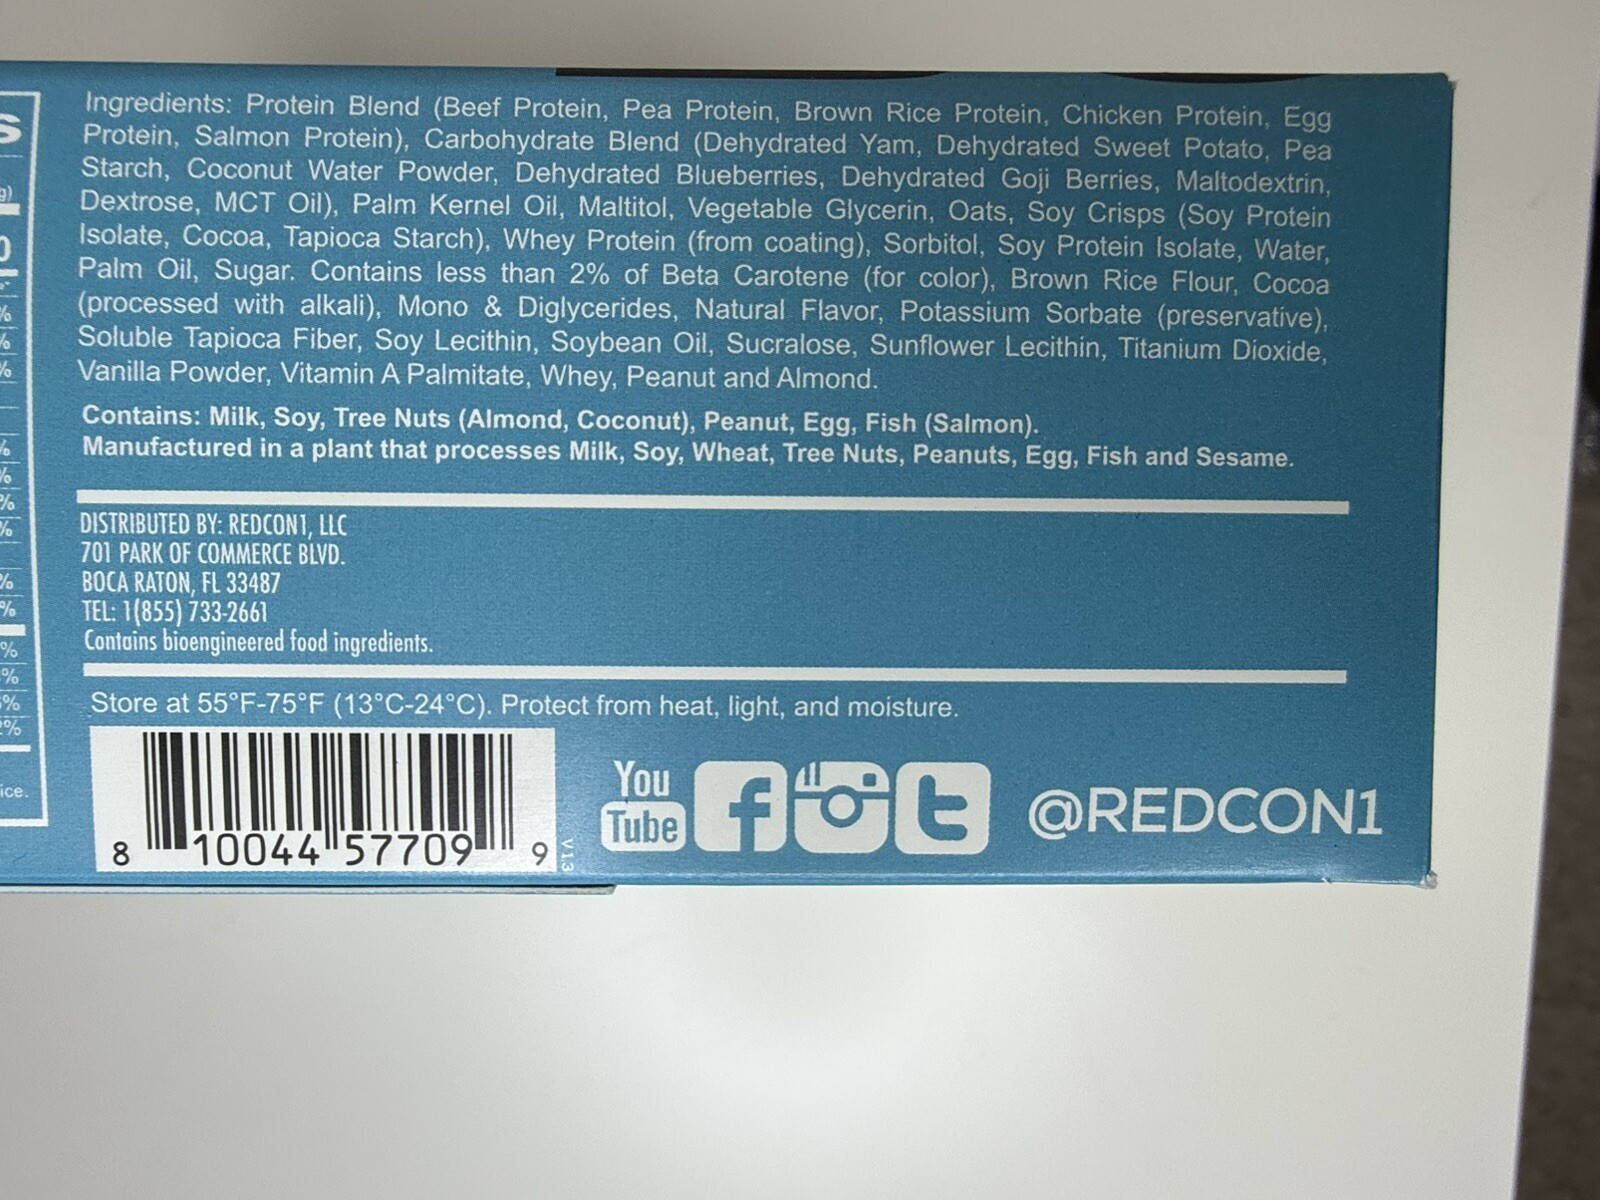 S
g)
0
e*
%
%
%
%
%
%
%
%
%
%
%
%
2%
ice.
Ingredients: Protein Blend (Beef Protein, Pea Protein, Brown Rice Protein, Chicken Protein, Egg
Protein, Salmon Protein), Carbohydrate Blend (Dehydrated Yam, Dehydrated Sweet Potato, Pea
Starch, Coconut Water Powder, Dehydrated Blueberries, Dehydrated Goji Berries, Maltodextrin,
Dextrose, MCT Oil), Palm Kernel Oil, Maltitol, Vegetable Glycerin, Oats, Soy Crisps (Soy Protein
Isolate, Cocoa, Tapioca Starch), Whey Protein (from coating), Sorbitol, Soy Protein Isolate, Water,
Palm Oil, Sugar. Contains less than 2% of Beta Carotene (for color), Brown Rice Flour, Cocoa
(processed with alkali), Mono & Diglycerides, Natural Flavor, Potassium Sorbate (preservative),
Soluble Tapioca Fiber, Soy Lecithin, Soybean Oil, Sucralose, Sunflower Lecithin, Titanium Dioxide,
Vanilla Powder, Vitamin A Palmitate, Whey, Peanut and Almond.
Contains: Milk, Soy, Tree Nuts (Almond, Coconut), Peanut, Egg, Fish (Salmon).
Manufactured in a plant that processes Milk, Soy, Wheat, Tree Nuts, Peanuts, Egg, Fish and Sesame.
DISTRIBUTED BY: REDCON1, LLC
701 PARK OF COMMERCE BLVD.
BOCA RATON, FL 33487
TEL: 1(855) 733-2661
Contains bioengineered food ingredients.
Store at 55°F-75°F (13°C-24°C). Protect from heat, light, and moisture.
8 10044 57709 9
V13
You
Tube
@REDCON1